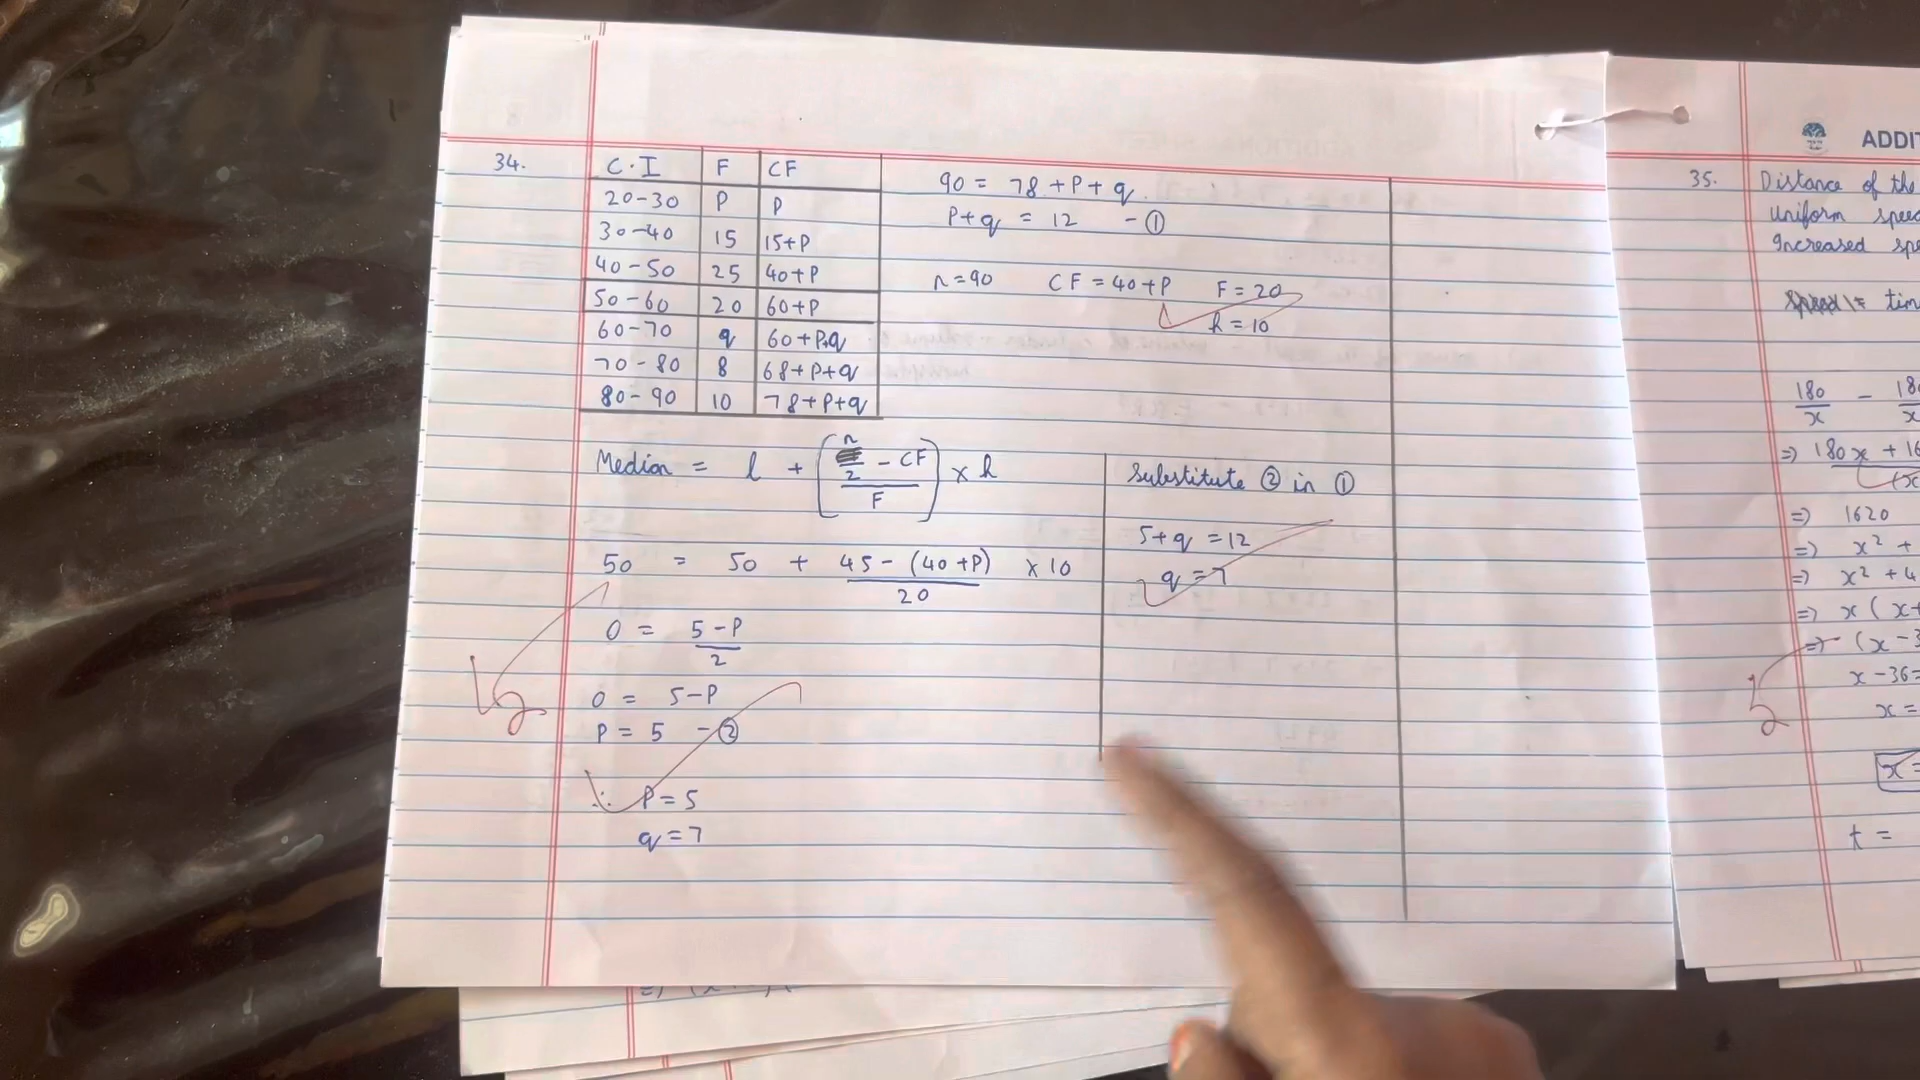 34.
C.I F CF
20-30 P P
30-40 15 15+P
40-50 25 40+P
50-60 20 60+P
60-70 q 60+P+q
70-80 8 68+P+q
80-90 10 78+P+q
90 = 78+P+q.
P+q = 12 -①
n=90 CF=40+P F=20
h=10
Median = l + (n/2 - CF / F) x h
50 = 50 + 45-(40+P) / 20 x 10
0 = 5-P / 2
0 = 5-P
P = 5 -②
∴ P=5
q=7
Substitute ② in ①
5+q =12
q =7
ADDIT
35. Distance of the
uniform spee
Increased spe
tim
180/x - 180/x
=) 180x + 16
=) 1620
=) x² +
=) x² + 4
=) x(x+
=) (x-3
x-36=
x=
x=
t =